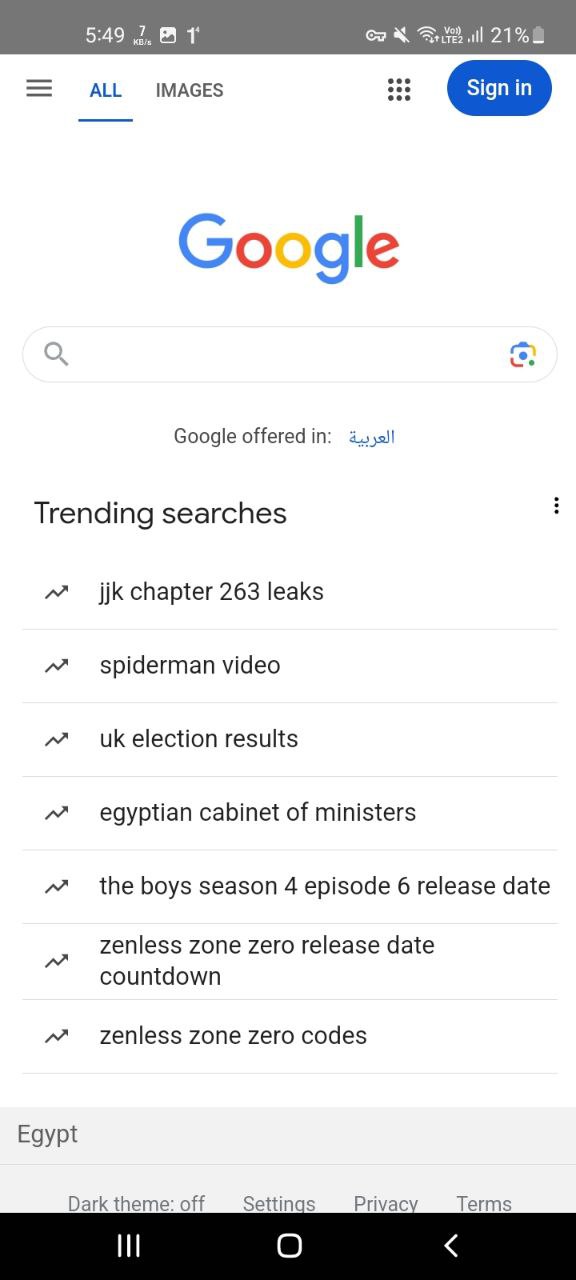 5:49 7 KB/s 1 Vo)) LTE2 21%
ALL IMAGES Sign in
Google
Google offered in: العربية
Trending searches
jjk chapter 263 leaks
spiderman video
uk election results
egyptian cabinet of ministers
the boys season 4 episode 6 release date
zenless zone zero release date
countdown
zenless zone zero codes
Egypt
Dark theme: off Settings Privacy Terms